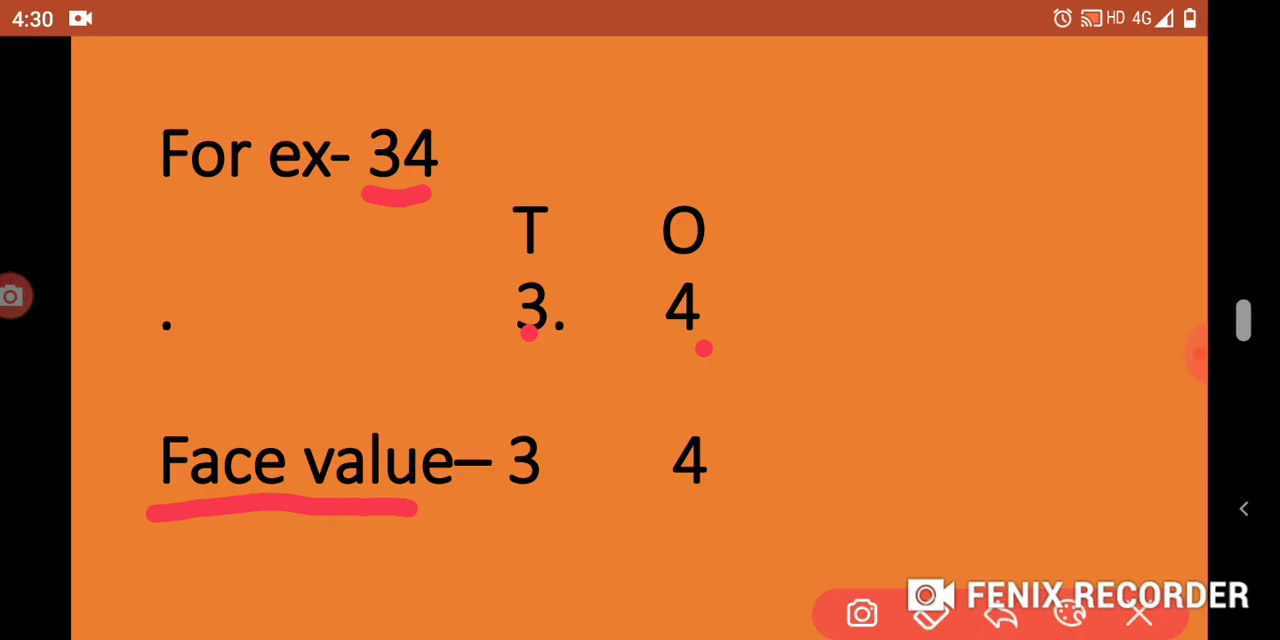 4:30 HD 4G
For ex- 34
T O
. 3. 4
Face value– 3 4
FENIX RECORDER